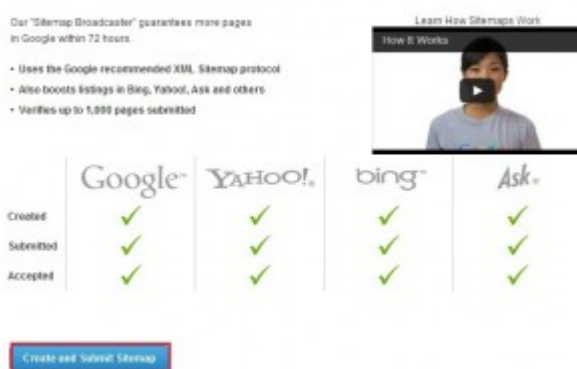 Our "Sitemap Broadcaster" guarantees more pages
in Google within 72 hours.
• Uses the Google recommended XML Sitemap protocol
• Also boosts listings in Bing, Yahoo!, Ask and others
• Verifies up to 1,000 pages submitted
Learn How Sitemaps Work
How It Works
Google™ YAHOO!® bing™ Ask®
Created
Submitted
Accepted
Create and Submit Sitemap